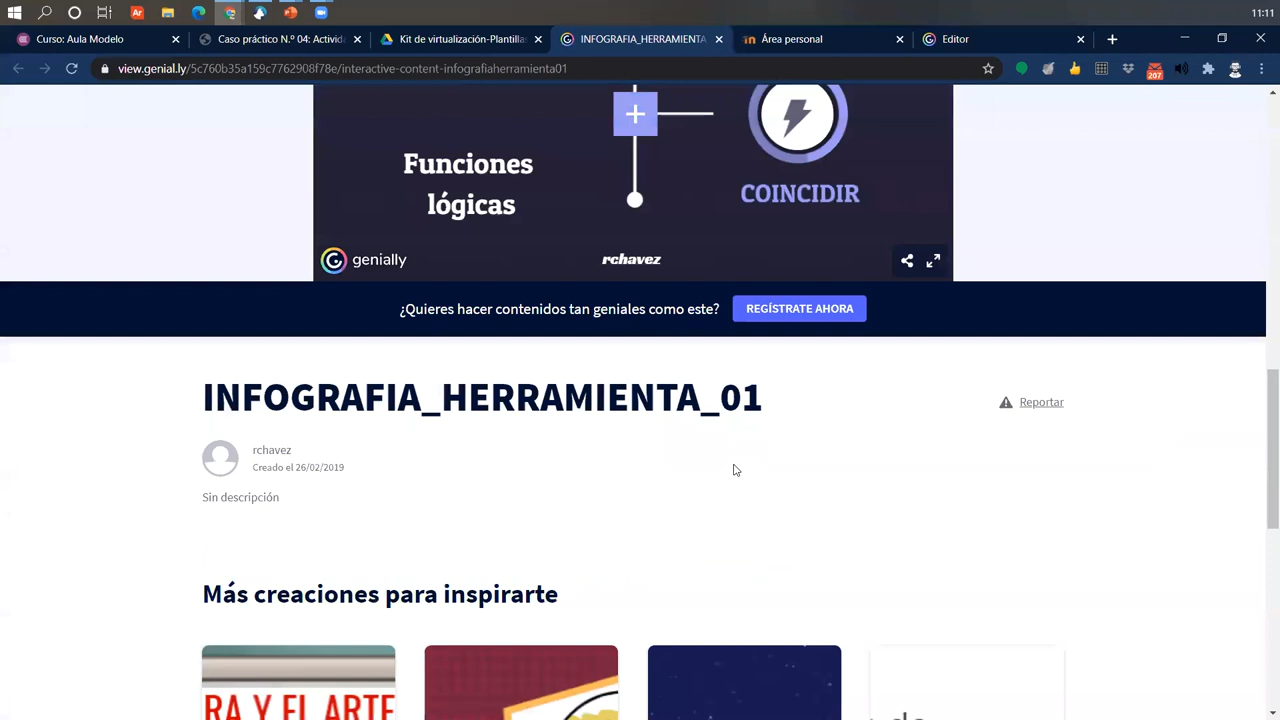 11:11
Curso: Aula Modelo
Caso práctico N.º 04: Activida
Kit de virtualización-Plantillas
INFOGRAFIA_HERRAMIENTA
Área personal
Editor
view.genial.ly/5c760b35a159c7762908f78e/interactive-content-infografiaherramienta01
207
Funciones
lógicas
COINCIDIR
genially
rchavez
¿Quieres hacer contenidos tan geniales como este?
REGÍSTRATE AHORA
INFOGRAFIA_HERRAMIENTA_01
Reportar
rchavez
Creado el 26/02/2019
Sin descripción
Más creaciones para inspirarte
RA Y EL ARTE